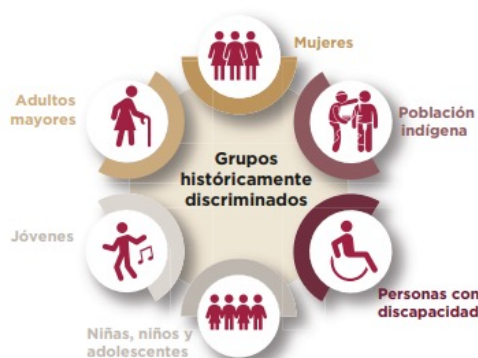 Mujeres
Población
indígena
Personas con
discapacidad
Niñas, niños y
adolescentes
Jóvenes
Adultos
mayores
Grupos
históricamente
discriminados